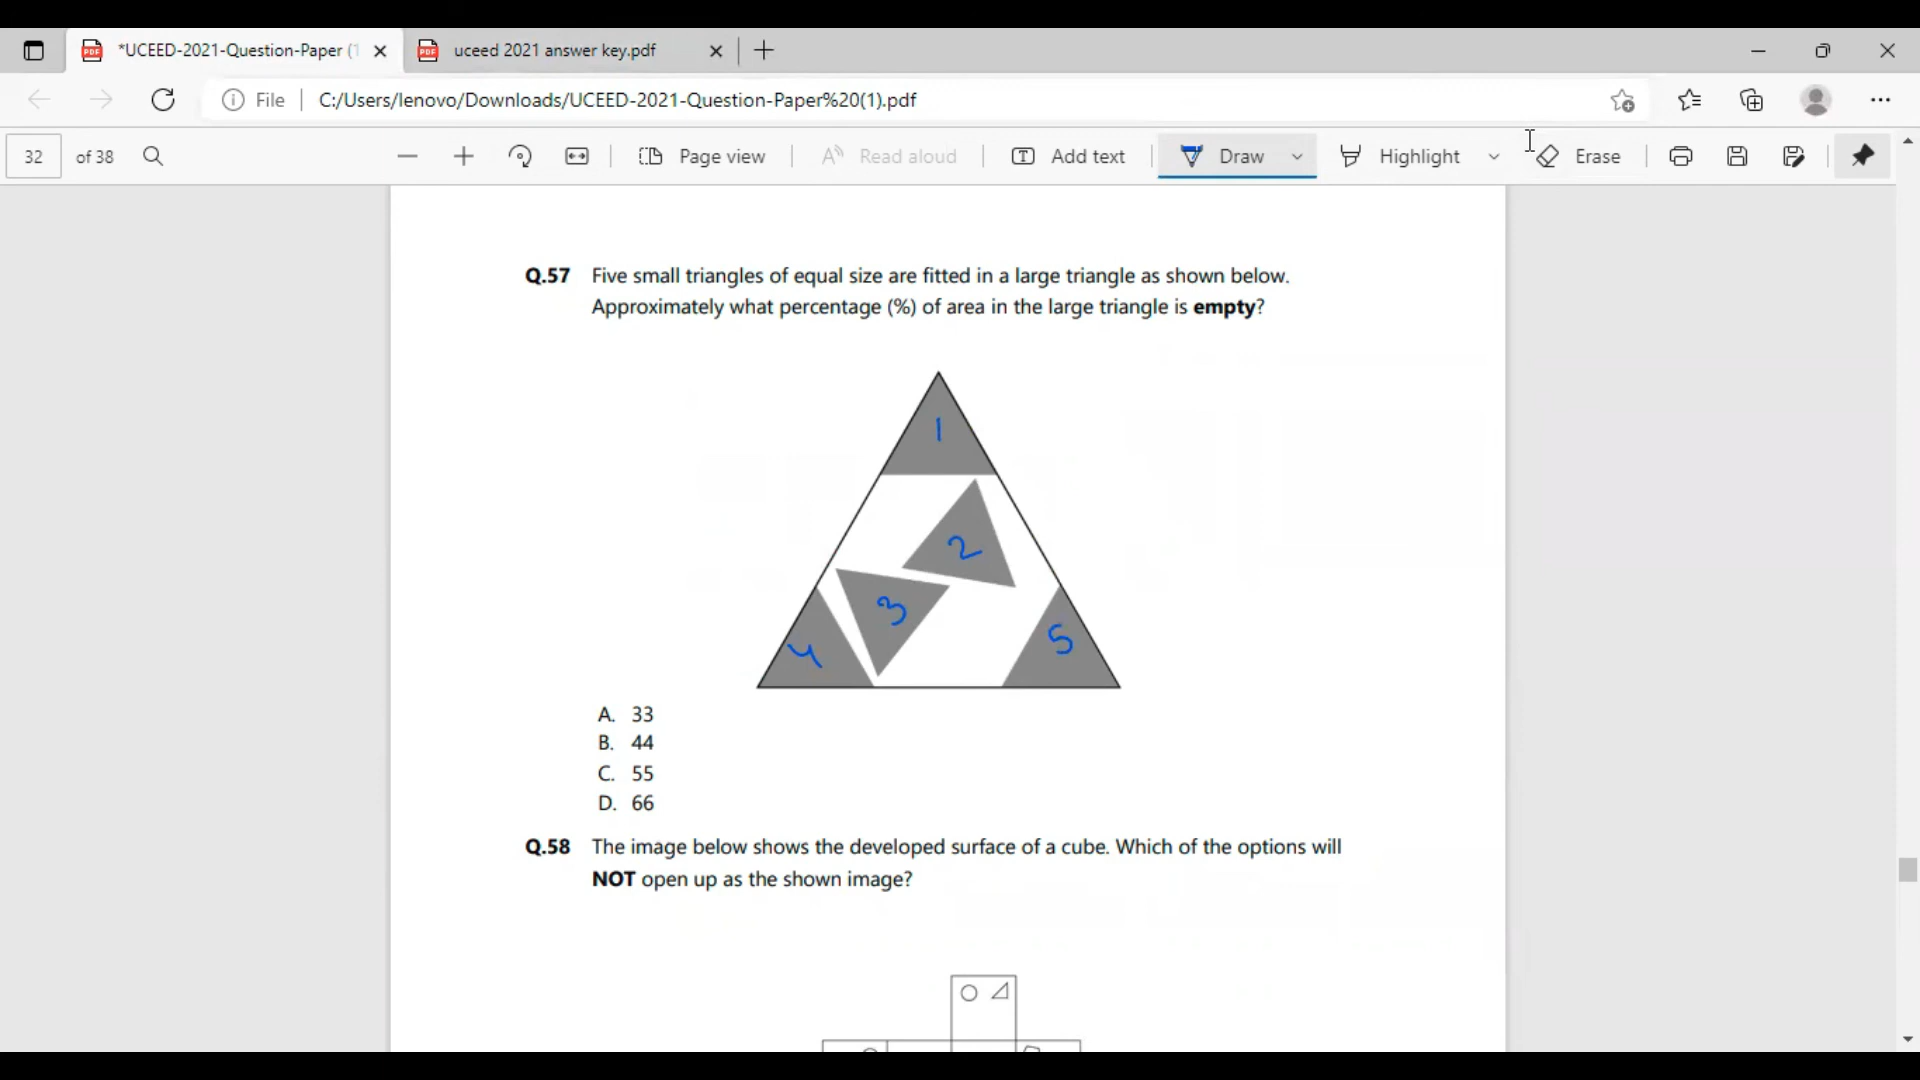 *UCEED-2021-Question-Paper (1
uceed 2021 answer key.pdf
File
C:/Users/lenovo/Downloads/UCEED-2021-Question-Paper%20(1).pdf
32 of 38
Page view
Read aloud
Add text
Draw
Highlight
Erase
Q.57 Five small triangles of equal size are fitted in a large triangle as shown below.
Approximately what percentage (%) of area in the large triangle is empty?
1
2
3
4
5
A. 33
B. 44
C. 55
D. 66
Q.58 The image below shows the developed surface of a cube. Which of the options will
NOT open up as the shown image?